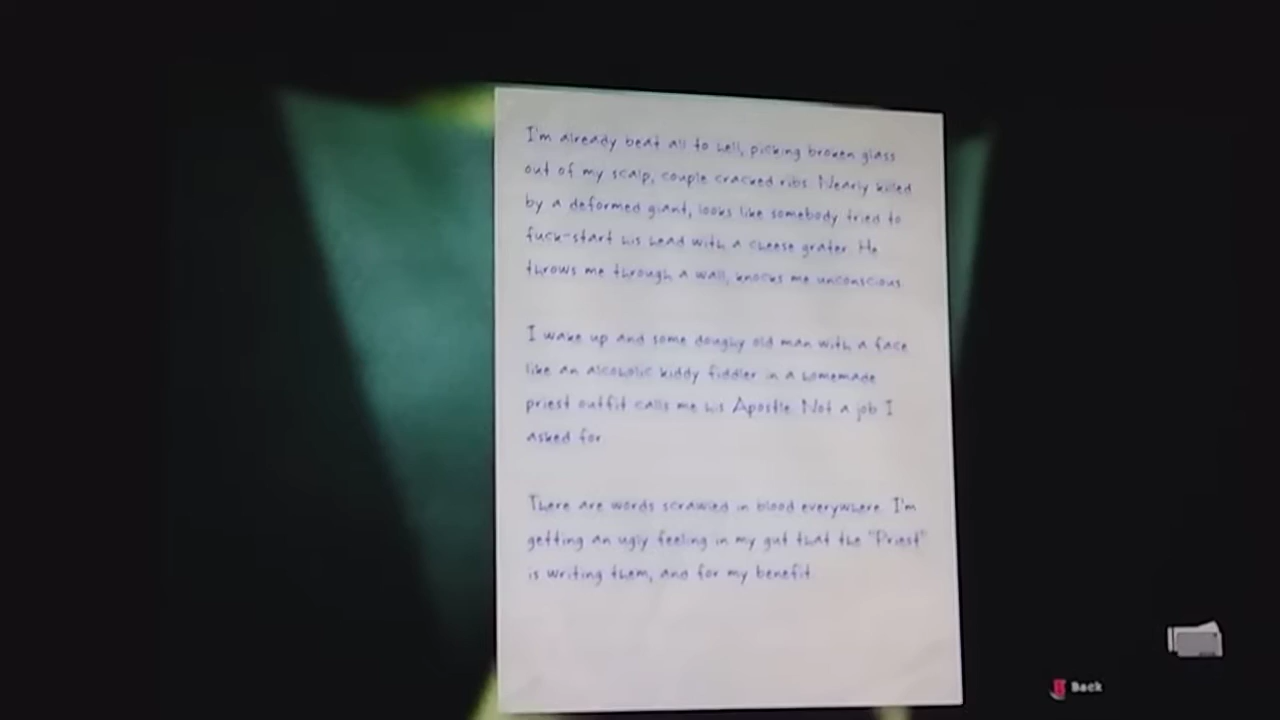 I'm already beat all to hell, picking broken glass
out of my scalp, couple cracked ribs. Nearly killed
by a deformed giant, looks like somebody tried to
fuck-start his head with a cheese grater. He
throws me through a wall, knocks me unconscious.
I wake up and some doughy old man with a face
like an alcoholic kiddy fiddler in a homemade
priest outfit calls me his Apostle. Not a job I
asked for.
There are words scrawled in blood everywhere. I'm
getting an ugly feeling in my gut that the "Priest"
is writing them, and for my benefit.
Back